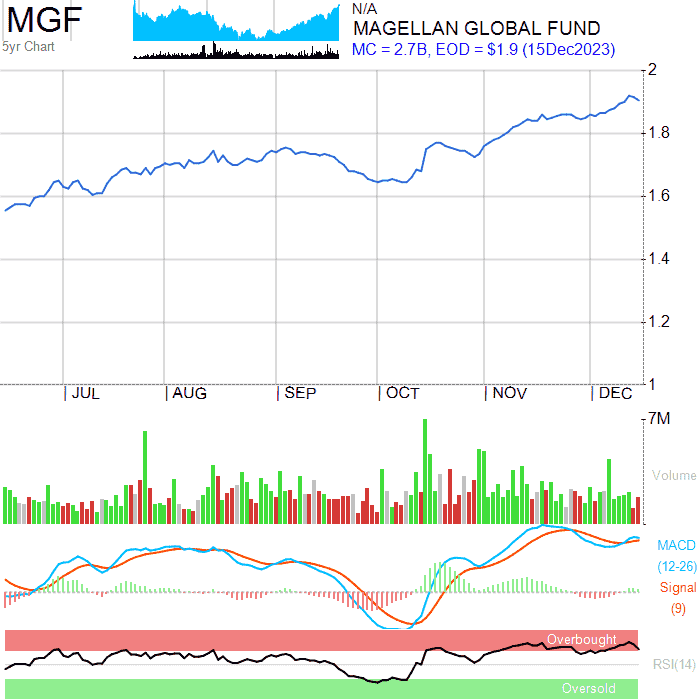 MGF
5yr Chart
N/A
MAGELLAN GLOBAL FUND
MC = 2.7B, EOD = $1.9 (15Dec2023)
2
1.8
1.6
1.4
1.2
1
JUL AUG SEP OCT NOV DEC
7M
Volume
MACD
(12-26)
Signal
(9)
Overbought
RSI(14)
Oversold